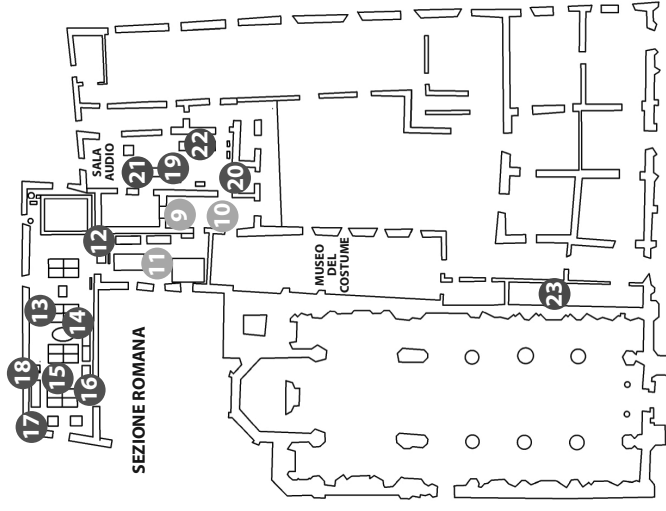 SALA
AUDIO
21
19
22
20
9
10
12
11
13
14
18
15
16
17
SEZIONE ROMANA
MUSEO
DEL
COSTUME
23